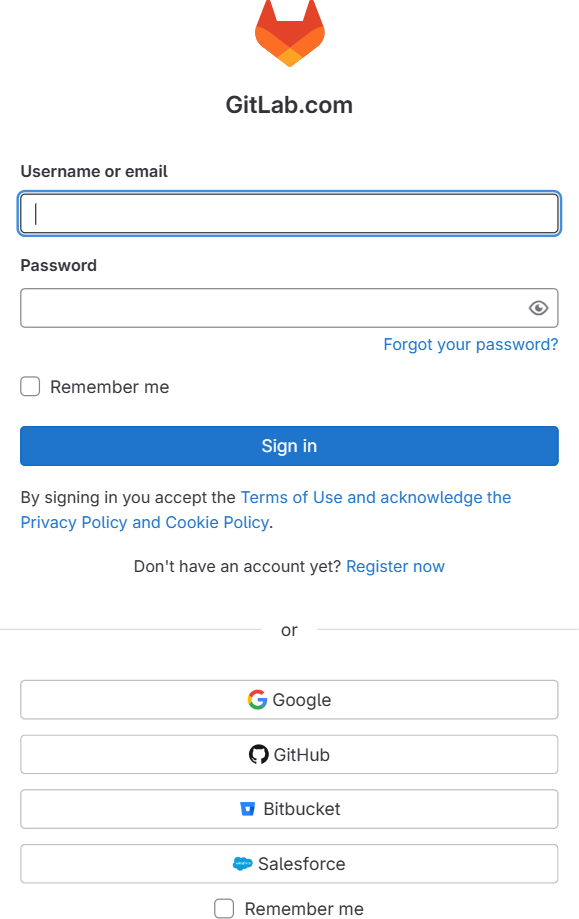 GitLab.com
Username or email
Password
Forgot your password?
Remember me
Sign in
By signing in you accept the Terms of Use and acknowledge the
Privacy Policy and Cookie Policy.
Don't have an account yet? Register now
or
Google
GitHub
Bitbucket
Salesforce
Remember me